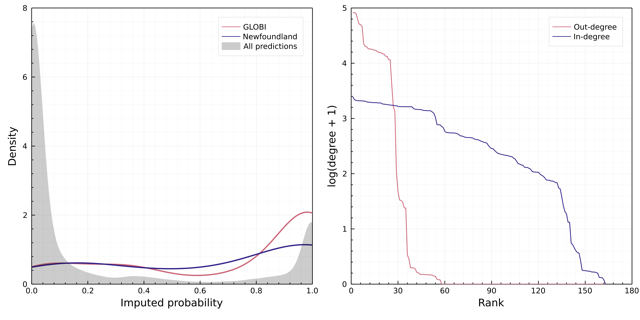 8
6
4
2
0
0.0 0.2 0.4 0.6 0.8 1.0
Density
Imputed probability
GLOBI
Newfoundland
All predictions
5
4
3
2
1
0
0 30 60 90 120 150 180
log(degree + 1)
Rank
Out-degree
In-degree